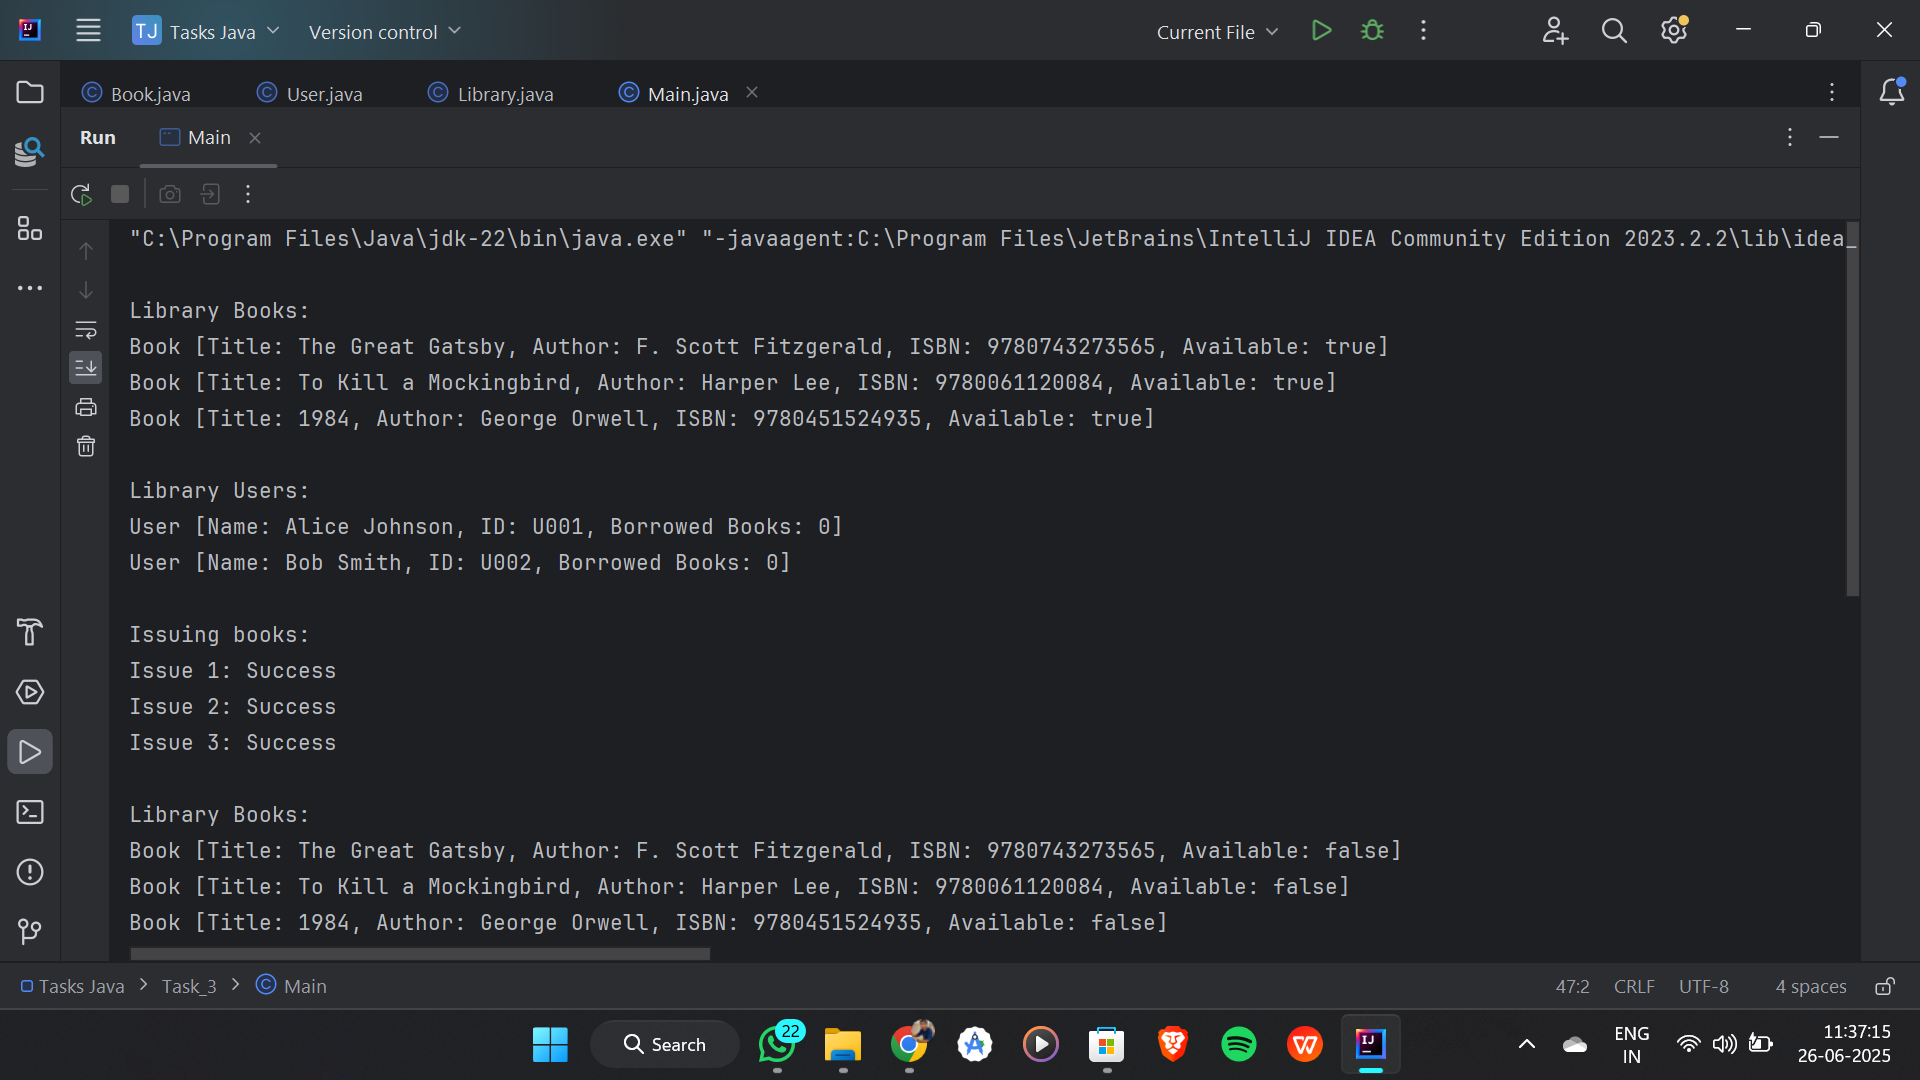 TJ Tasks Java Version control Current File
Book.java User.java Library.java Main.java
Run Main
"C:\Program Files\Java\jdk-22\bin\java.exe" "-javaagent:C:\Program Files\JetBrains\IntelliJ IDEA Community Edition 2023.2.2\lib\idea_
Library Books:
Book [Title: The Great Gatsby, Author: F. Scott Fitzgerald, ISBN: 9780743273565, Available: true]
Book [Title: To Kill a Mockingbird, Author: Harper Lee, ISBN: 9780061120084, Available: true]
Book [Title: 1984, Author: George Orwell, ISBN: 9780451524935, Available: true]
Library Users:
User [Name: Alice Johnson, ID: U001, Borrowed Books: 0]
User [Name: Bob Smith, ID: U002, Borrowed Books: 0]
Issuing books:
Issue 1: Success
Issue 2: Success
Issue 3: Success
Library Books:
Book [Title: The Great Gatsby, Author: F. Scott Fitzgerald, ISBN: 9780743273565, Available: false]
Book [Title: To Kill a Mockingbird, Author: Harper Lee, ISBN: 9780061120084, Available: false]
Book [Title: 1984, Author: George Orwell, ISBN: 9780451524935, Available: false]
Tasks Java > Task_3 > Main 47:2 CRLF UTF-8 4 spaces
Search 22 ENG 11:37:15
IN 26-06-2025